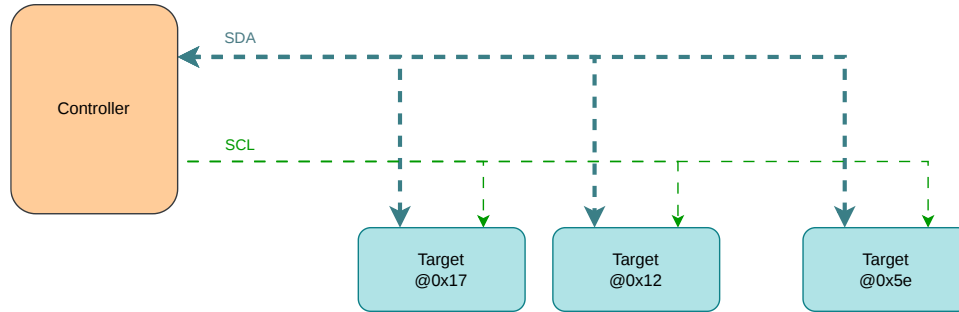 SDA
Controller
SCL
Target
@0x17
Target
@0x12
Target
@0x5e